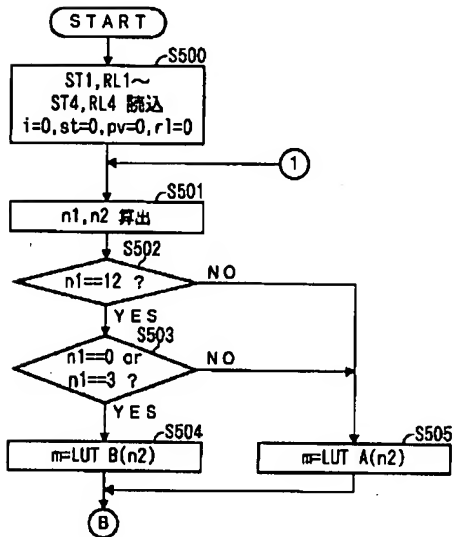 START
S500
ST1,RL1～
ST4,RL4 読込
i=0,st=0,pv=0,rl=0
1
S501
n1,n2 算出
S502
n1==12 ?
NO
YES
S503
n1==0 or
n1==3 ?
NO
YES
S504
m=LUT B(n2)
S505
m=LUT A(n2)
B